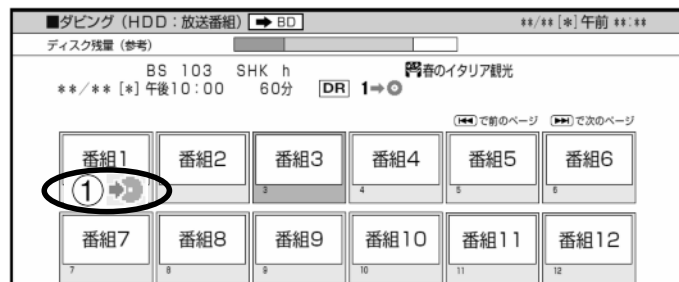 ■ダビング（HDD：放送番組）➡ BD **/** [*] 午前 **:**
ディスク残量（参考）
BS 103 SHK h 春のイタリア観光
**/** [*] 午後10:00 60分 DR 1➡
⏮で前のページ ⏭で次のページ
番組1 番組2 番組3 番組4 番組5 番組6
① 3 4 5 6
番組7 番組8 番組9 番組10 番組11 番組12
7 8 9 10 11 12